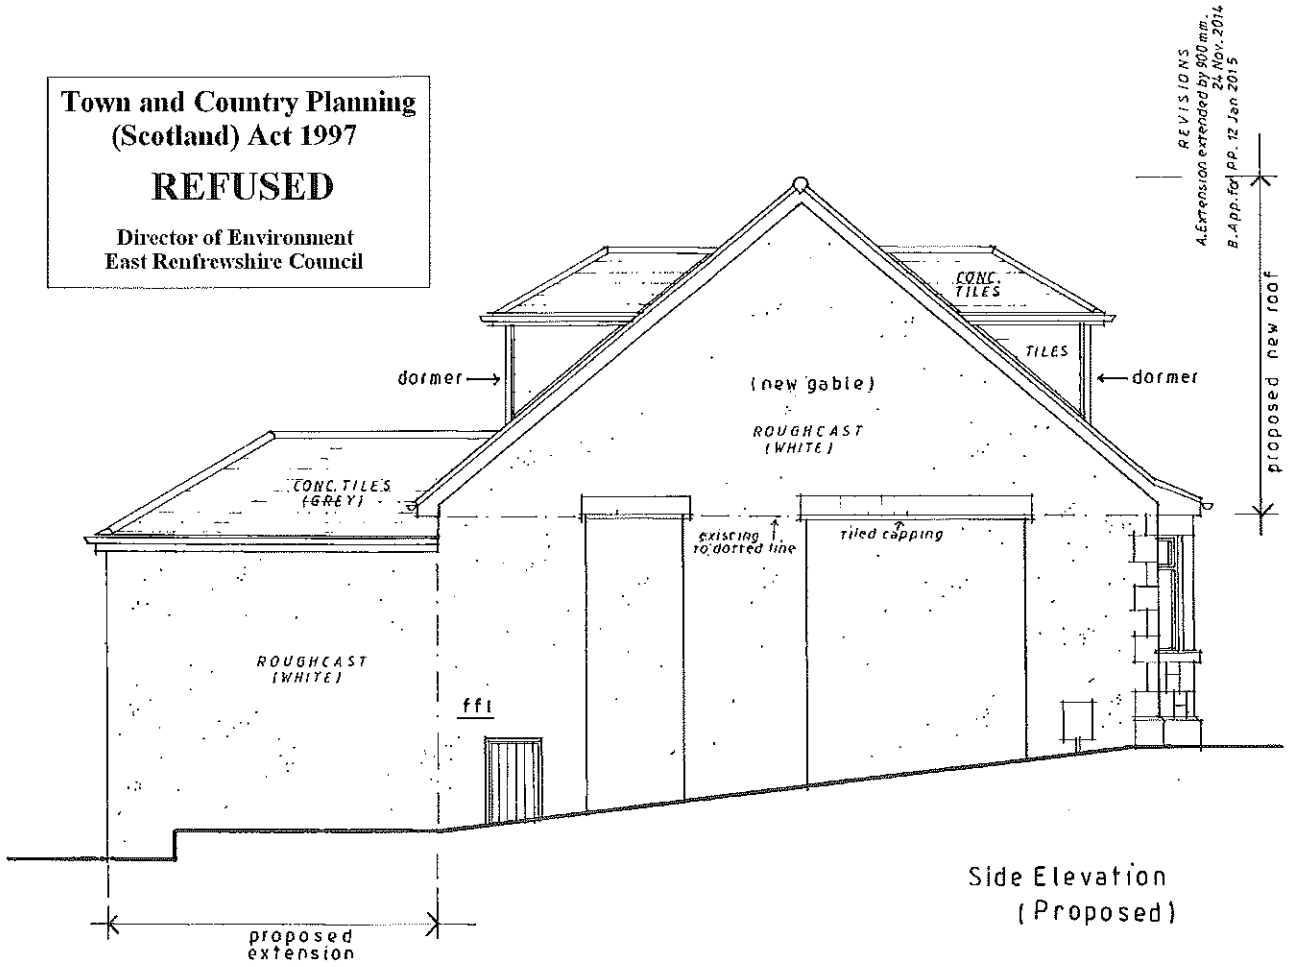 Town and Country Planning
(Scotland) Act 1997
REFUSED
Director of Environment
East Renfrewshire Council
REVISIONS
A.Extension extended by 900mm.
24 Nov. 2014
B. App. for PP. 12 Jan 2015
proposed new roof
CONC.
TILES
TILES
dormer
dormer
(new gable)
ROUGHCAST
(WHITE)
CONC. TILES
(GREY)
existing
to dotted line
tiled capping
ROUGHCAST
(WHITE)
ffl
proposed
extension
Side Elevation
(Proposed)